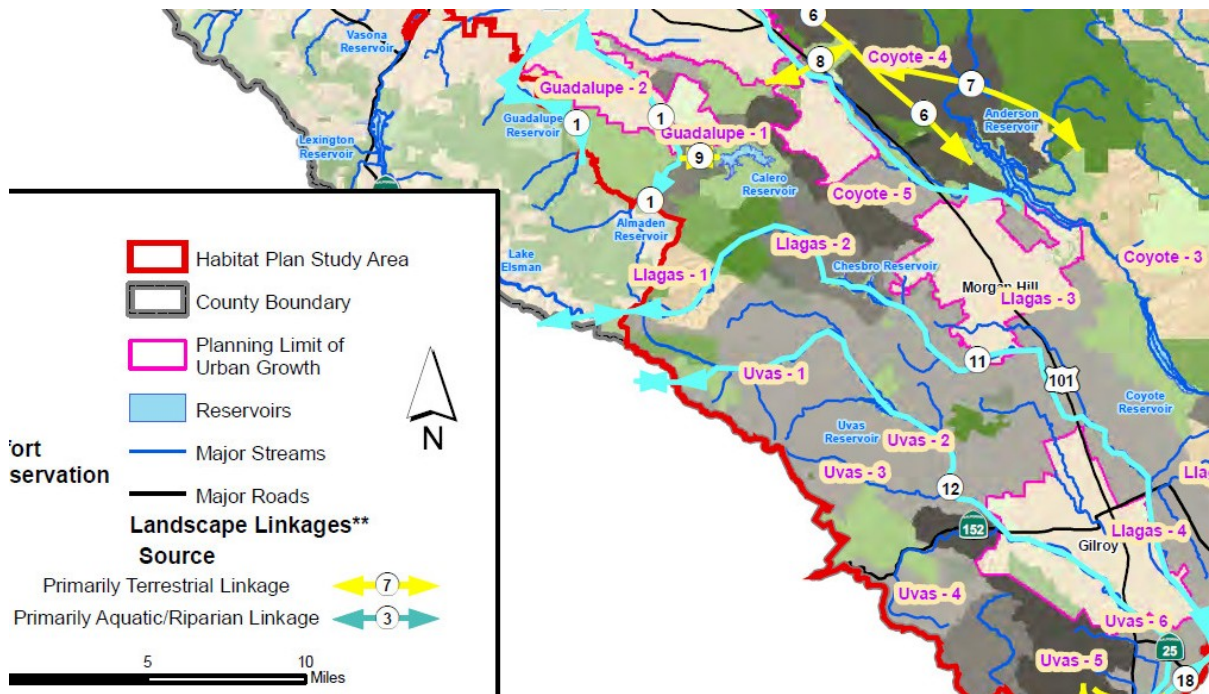 Vasona
Reservoir
6
8
Coyote - 4
7
Guadalupe - 2
6
Anderson
Reservoir
Guadalupe
Reservoir
1
1
Guadalupe - 1
Lexington
Reservoir
9
Calero
Reservoir
Coyote - 5
1
Almaden
Reservoir
Llagas - 2
Lake
Elsman
Llagas - 1
Chesbro Reservoir
Coyote - 3
Morgan Hill
Llagas - 3
11
101
Uvas - 1
Coyote
Reservoir
Uvas
Reservoir
Uvas - 2
Uvas - 3
Lla
12
152
Llagas - 4
Gilroy
Uvas - 4
Uvas - 6
25
Uvas - 5
18
Habitat Plan Study Area
County Boundary
Planning Limit of
Urban Growth
Reservoirs
Major Streams
Major Roads
N
fort
servation
Landscape Linkages**
Source
Primarily Terrestrial Linkage 7
Primarily Aquatic/Riparian Linkage 3
5 10
Miles